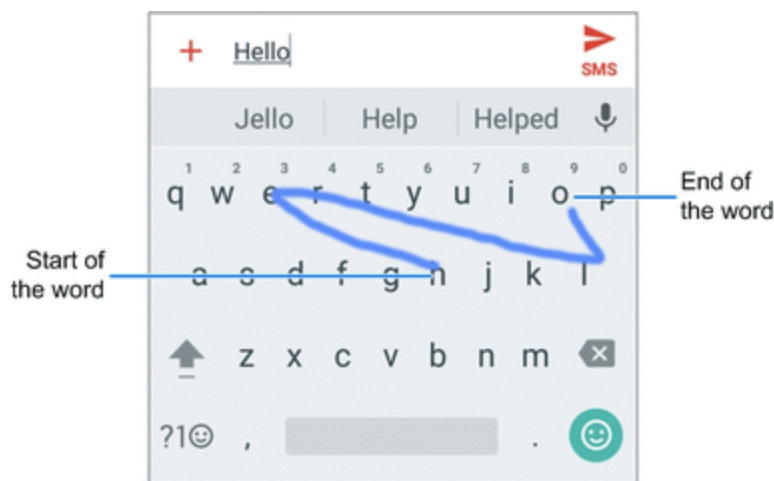 Hello
SMS
Jello Help Helped
1 2 3 4 5 6 7 8 9 0
q w e r t y u i o p
End of
the word
Start of
the word
a s d f g h j k l
z x c v b n m
?1☺ , .